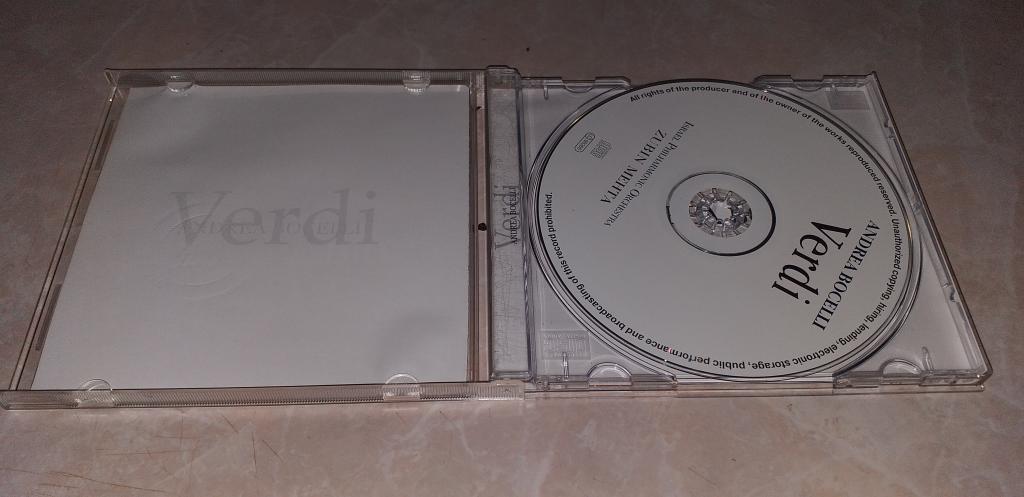 Verdi
ANDREA BOCELLI
Verdi
ANDREA BOCELLI
All rights of the producer and of the owner of the works reproduced reserved. Unauthorized copying, hiring, lending, electronic storage, public performance and broadcasting of this record prohibited.
ISRAEL PHILHARMONIC ORCHESTRA
ZUBIN MEHTA
ANDREA BOCELLI
Verdi